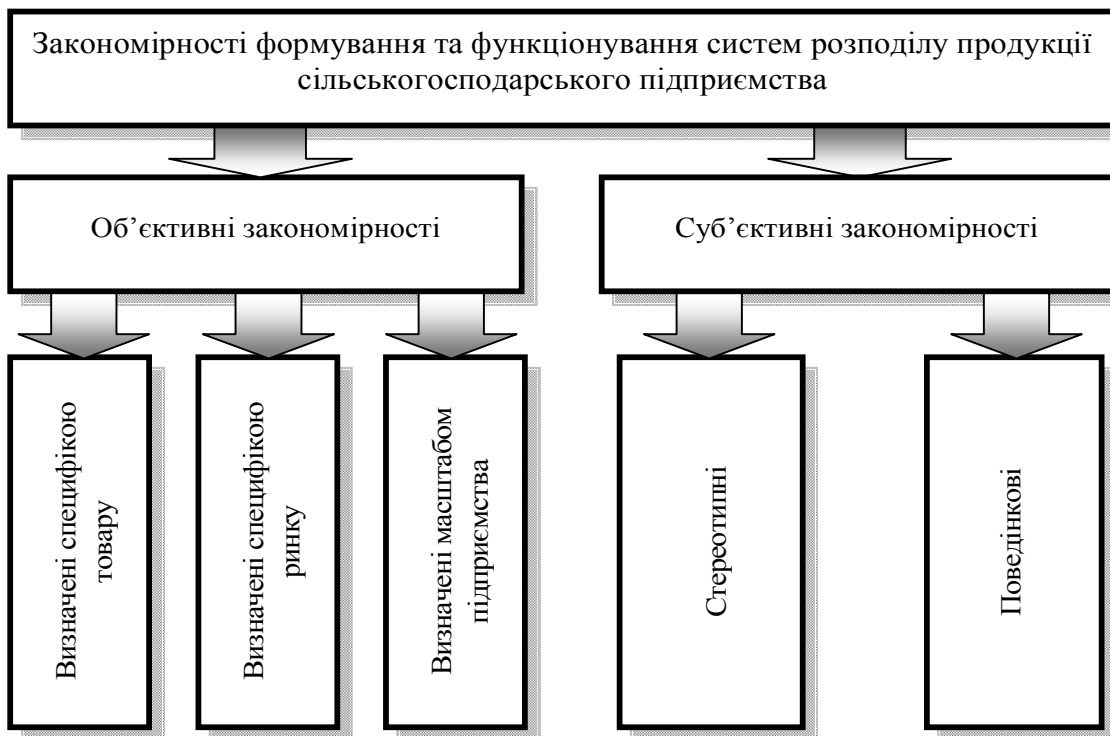 Закономірності формування та функціонування систем розподілу продукції
сільськогосподарського підприємства
Об’єктивні закономірності
Суб’єктивні закономірності
Визначені специфікою
товару
Визначені специфікою
ринку
Визначені масштабом
підприємства
Стереотипні
Поведінкові